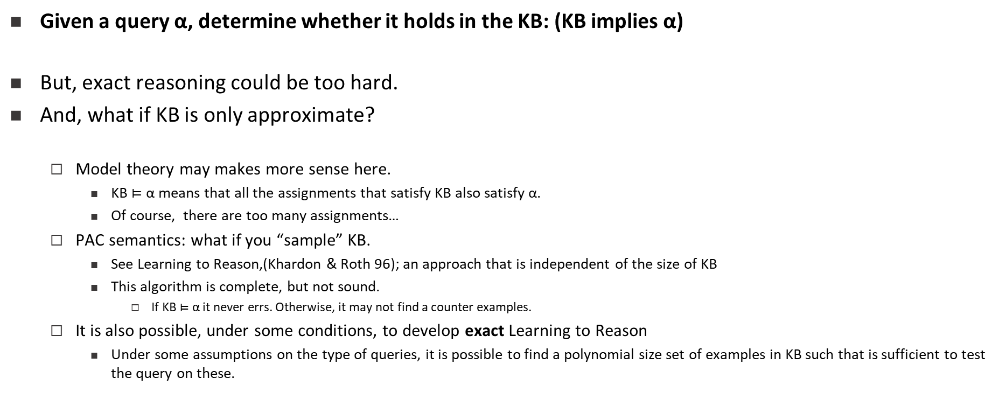 ■ Given a query α, determine whether it holds in the KB: (KB implies α)
■ But, exact reasoning could be too hard.
■ And, what if KB is only approximate?
□ Model theory may makes more sense here.
■ KB ⊨ α means that all the assignments that satisfy KB also satisfy α.
■ Of course,  there are too many assignments...
□ PAC semantics: what if you “sample” KB.
■ See Learning to Reason,(Khardon & Roth 96); an approach that is independent of the size of KB
■ This algorithm is complete, but not sound.
□ If KB ⊨ α it never errs. Otherwise, it may not find a counter examples.
□ It is also possible, under some conditions, to develop exact Learning to Reason
■ Under some assumptions on the type of queries, it is possible to find a polynomial size set of examples in KB such that is sufficient to test
the query on these.